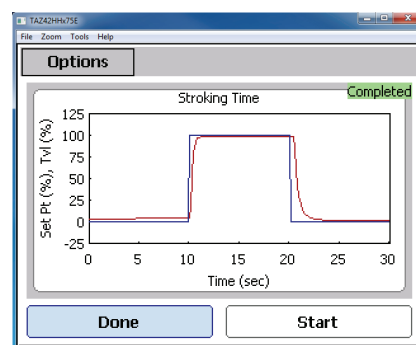 TAZ42HHx75E
File Zoom Tools Help
Options
Completed
Stroking Time
Set Pt (%), Tvl (%)
125
100
75
50
25
0
-25
0 5 10 15 20 25 30
Time (sec)
Done Start